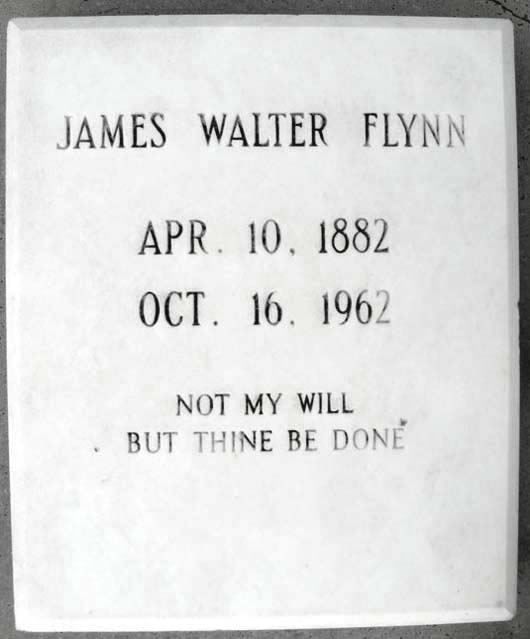 JAMES WALTER FLYNN
APR. 10, 1882
OCT. 16, 1962
NOT MY WILL
BUT THINE BE DONE